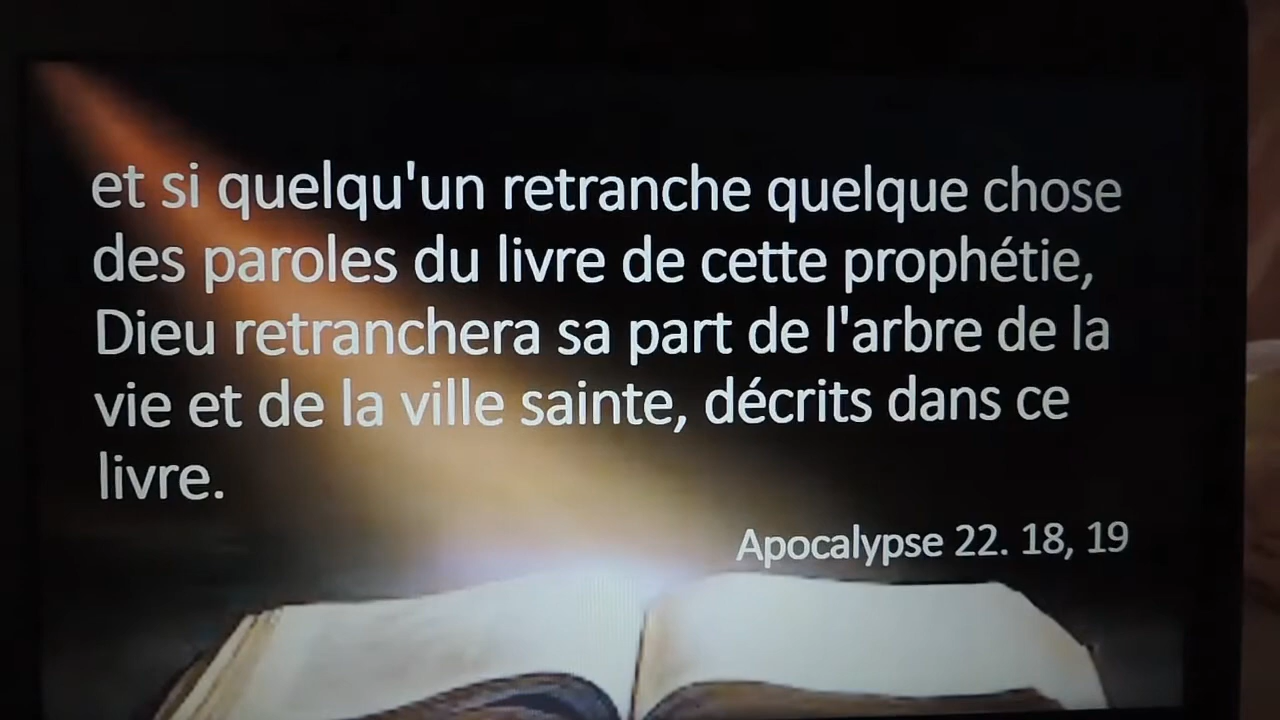 et si quelqu'un retranche quelque chose
des paroles du livre de cette prophétie,
Dieu retranchera sa part de l'arbre de la
vie et de la ville sainte, décrits dans ce
livre.
Apocalypse 22. 18, 19